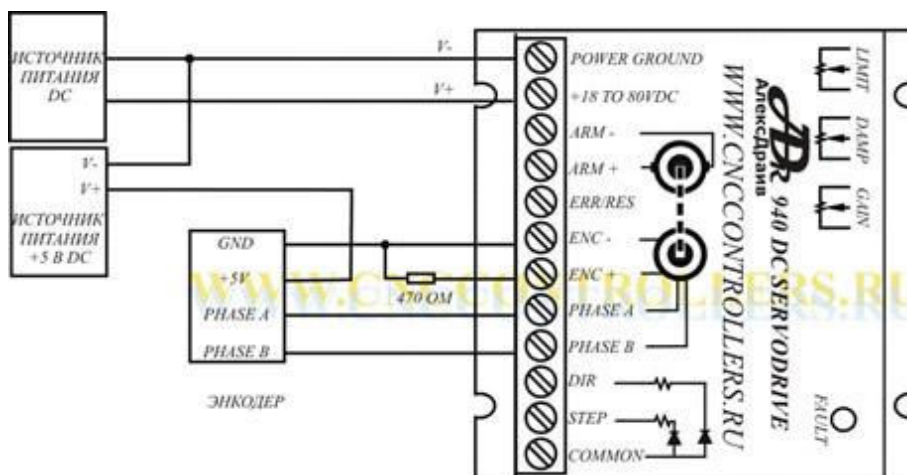 ИСТОЧНИК
ПИТАНИЯ
DC
V-
V+
V-
V+
ИСТОЧНИК
ПИТАНИЯ
+5 В DC
GND
+5V
PHASE A
PHASE B
470 ОМ
ЭНКОДЕР
POWER GROUND
+18 TO 80VDC
ARM -
ARM +
ERR/RES
ENC -
ENC +
PHASE A
PHASE B
DIR
STEP
COMMON
WWW.CNCCONTROLLERS.RU
АлексДрайв
ADR 940 DC SERVODRIVE
LIMIT
DAMP
GAIN
FAULT
WWW.CNCCONTROLLERS.RU